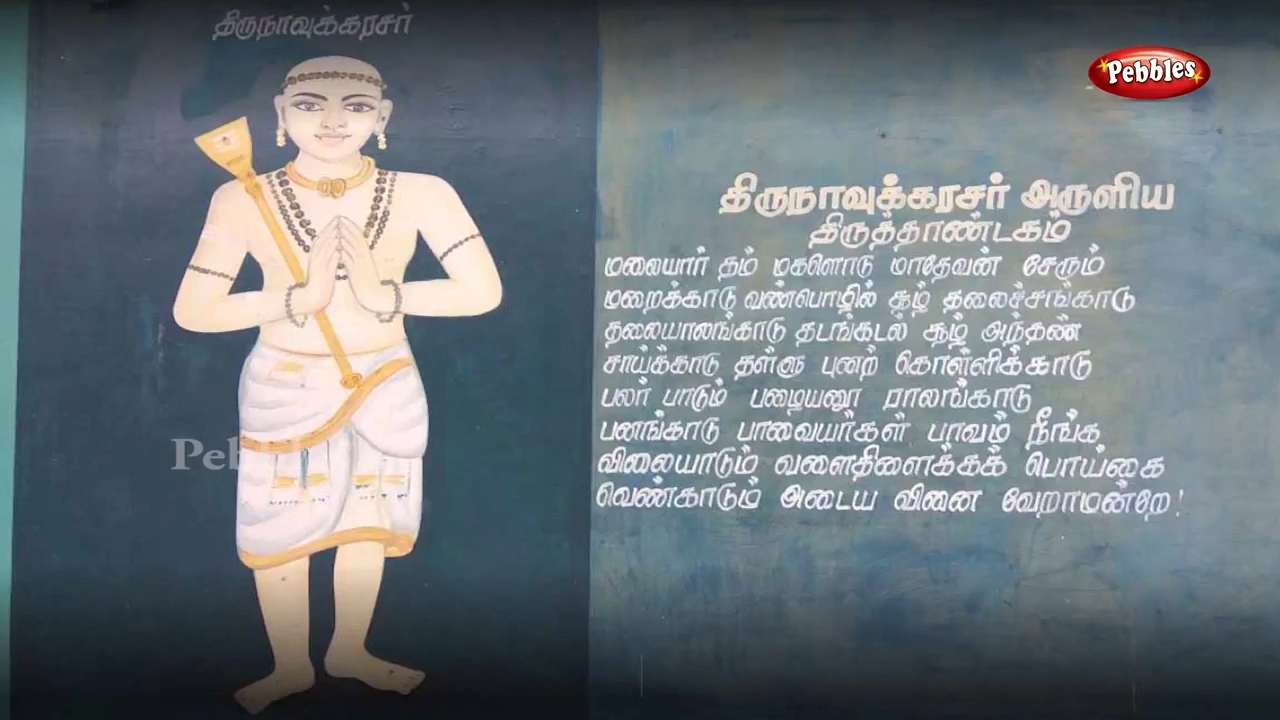 திருநாவுக்கரசர்
Pebbles
திருநாவுக்கரசர் அருளிய
திருத்தாண்டகம்
மலையார் தம் மகளொடு மாதேவன் சேரும்
மறைக்காடு வண்பொழில் சூழ் தலைச்சங்காடு
தலையாலங்காடு தடங்கடல் சூழ் அந்தண்
சாய்க்காடு தள்ளு புனற் கொள்ளிக்காடு
பலர் பாடும் பழையனூ ராலங்காடு
பனங்காடு பாவையர்கள் பாவம் நீங்க
விலையாடும் வளைதிளைக்கக் பொய்கை
வெண்காடும் அடைய வினை வேறாமன்றே!